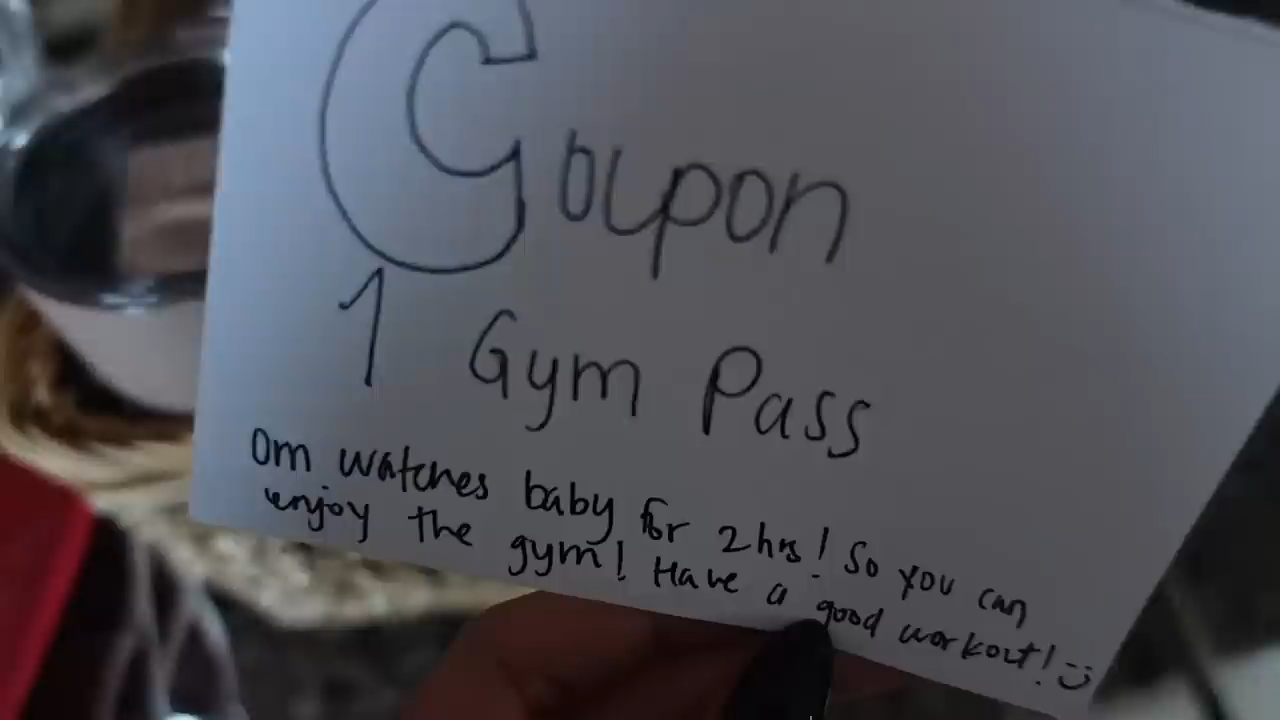 Coupon
1 Gym Pass
Om watches baby for 2hrs! So you can
enjoy the gym! Have a good workout! :)